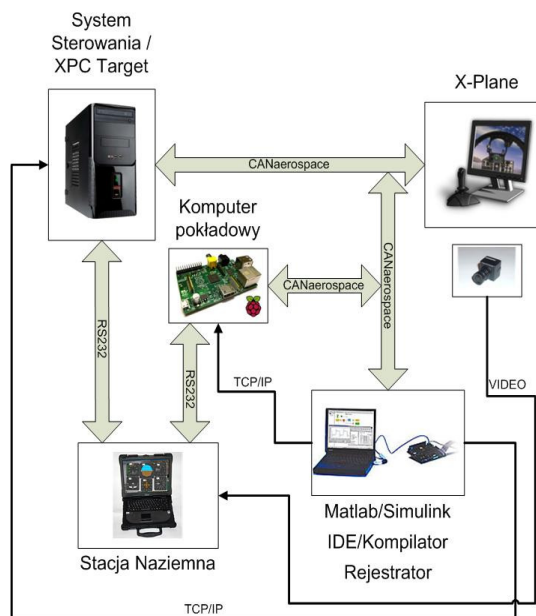 System
Sterowania /
XPC Target
X-Plane
CANaerospace
Komputer
pokładowy
CANaerospace
CANaerospace
RS232
RS232
TCP/IP
VIDEO
Matlab/Simulink
IDE/Kompilator
Rejestrator
Stacja Naziemna
TCP/IP